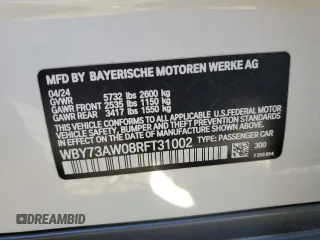 MFD BY BAYERISCHE MOTOREN WERKE AG
04/24
GVWR 5732 lbs 2600 kg
GAWR FRONT 2535 lbs 1150 kg
GAWR REAR 3417 lbs 1550 kg
THIS VEHICLE CONFORMS TO ALL APPLICABLE U.S. FEDERAL MOTOR VEHICLE SAFETY, BUMPER AND THEFT PREVENTION STANDARDS IN EFFECT ON THE DATE OF MANUFACTURE SHOWN ABOVE.
WBY73AW08RFT31002 TYPE: PASSENGER CAR
300
DREAMBID